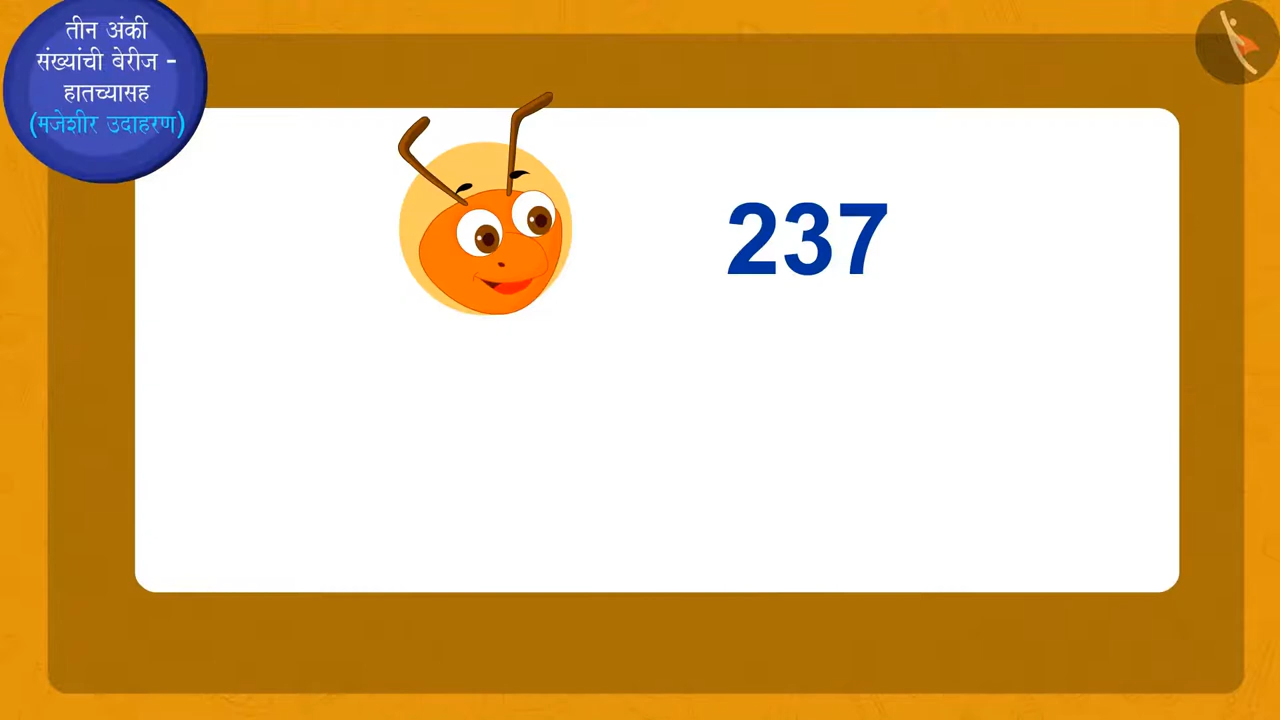 तीन अंकी
संख्यांची बेरीज -
हातच्यासह
(मजेशीर उदाहरण)
237